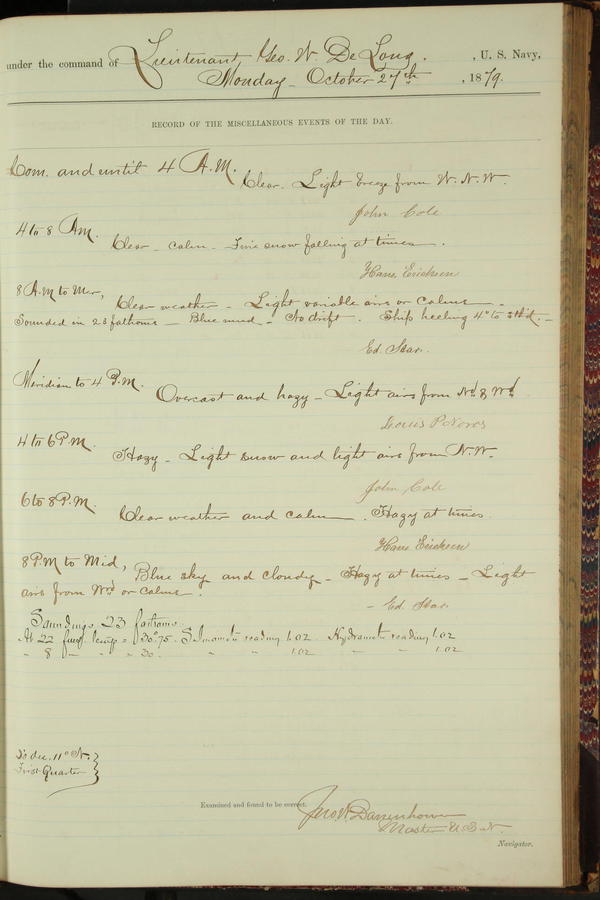 under the command of Lieutenant Geo. W. De Long. , U. S. Navy,
Monday - October 27th , 1879.
RECORD OF THE MISCELLANEOUS EVENTS OF THE DAY.
Com. and until 4 A.M.
Clear. Light breeze from W.N.W.
John Cole
4 to 8 A.M.
Clear - Calm - Fine snow falling at times.
Hans Ericksen
8 A.M. to Mer,
Clear weather - Light variable airs or calms -
Sounded in 23 fathoms - Blue mud - No drift. Ship heeling 4° to Stbd. -
Ed. Star.
Meridian to 4 P.M.
Overcast and hazy - Light airs from Nd & Wd
Louis P Noros
4 to 6 P.M.
Hazy - Light snow and light airs from N.W.
John Cole
6 to 8 P.M.
Clear weather and calm. Hazy at times.
Hans Ericksen
8 P.M. to Mid,
Blue sky and cloudy - Hazy at times - Light
airs from Wd or calms.
- Ed. Star.
Soundings 23 fathoms
At 22 temp = 30°.75 - reading 1.02 reading 1.02
" 8 - " " 30. " " 1.02 " " 1.02
dec. 11° N.
First Quarter
Examined and found to be correct. Jno W. Danenhower
Master U.S.N.
Navigator.